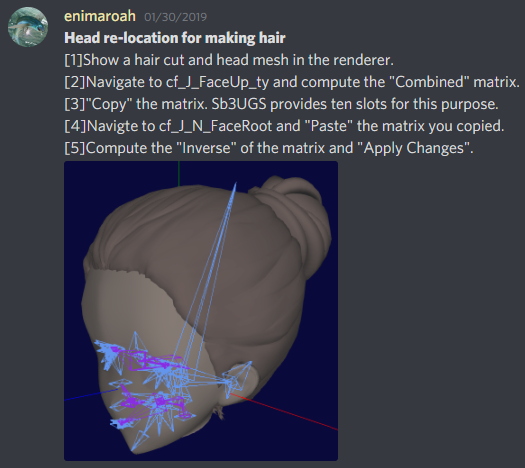 enimaroah 01/30/2019
Head re-location for making hair
[1]Show a hair cut and head mesh in the renderer.
[2]Navigate to cf_J_FaceUp_ty and compute the "Combined" matrix.
[3]"Copy" the matrix. Sb3UGS provides ten slots for this purpose.
[4]Navigte to cf_J_N_FaceRoot and "Paste" the matrix you copied.
[5]Compute the "Inverse" of the matrix and "Apply Changes".